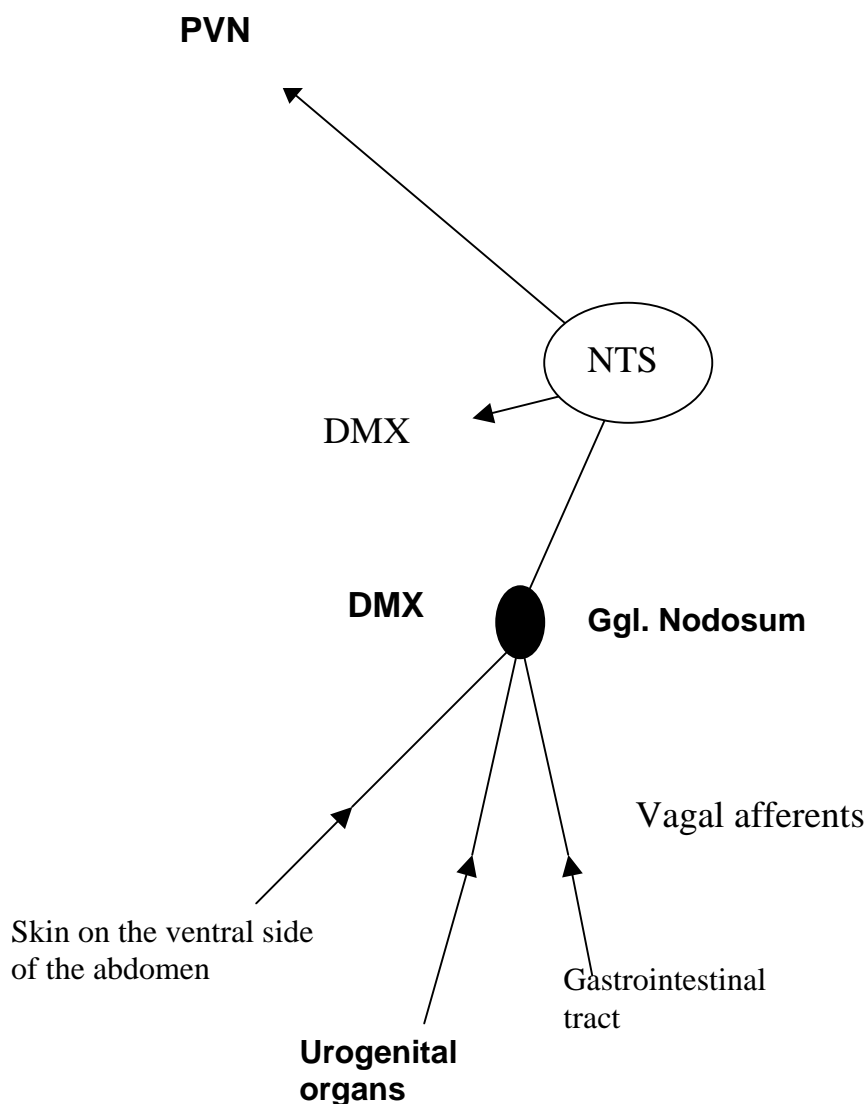 PVN
NTS
DMX
DMX
Ggl. Nodosum
Vagal afferents
Skin on the ventral side
of the abdomen
Gastrointestinal
tract
Urogenital
organs